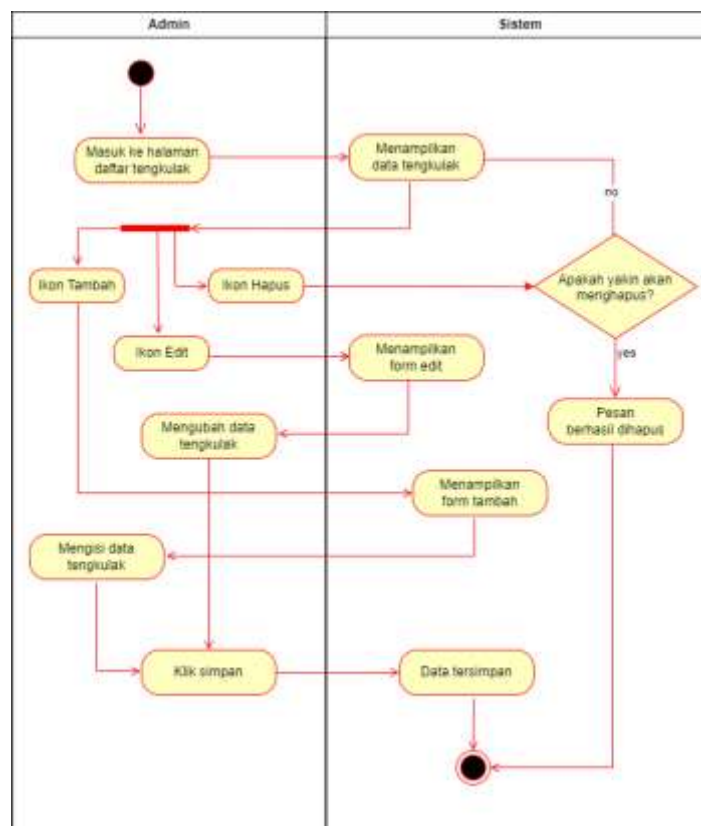 Admin
Sistem
Masuk ke halaman
daftar tengkulak
Menampilkan
data tengkulak
no
Ikon Tambah
Ikon Hapus
Apakah yakin akan
menghapus?
Ikon Edit
Menampilkan
form edit
yes
Mengubah data
tengkulak
Pesan
berhasil dihapus
Menampilkan
form tambah
Mengisi data
tengkulak
Klik simpan
Data tersimpan